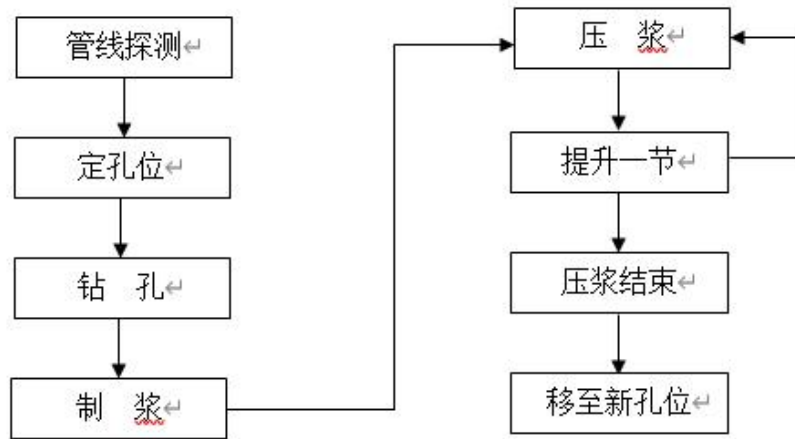 管线探测
定孔位
钻　孔
制　浆
压　浆
提升一节
压浆结束
移至新孔位